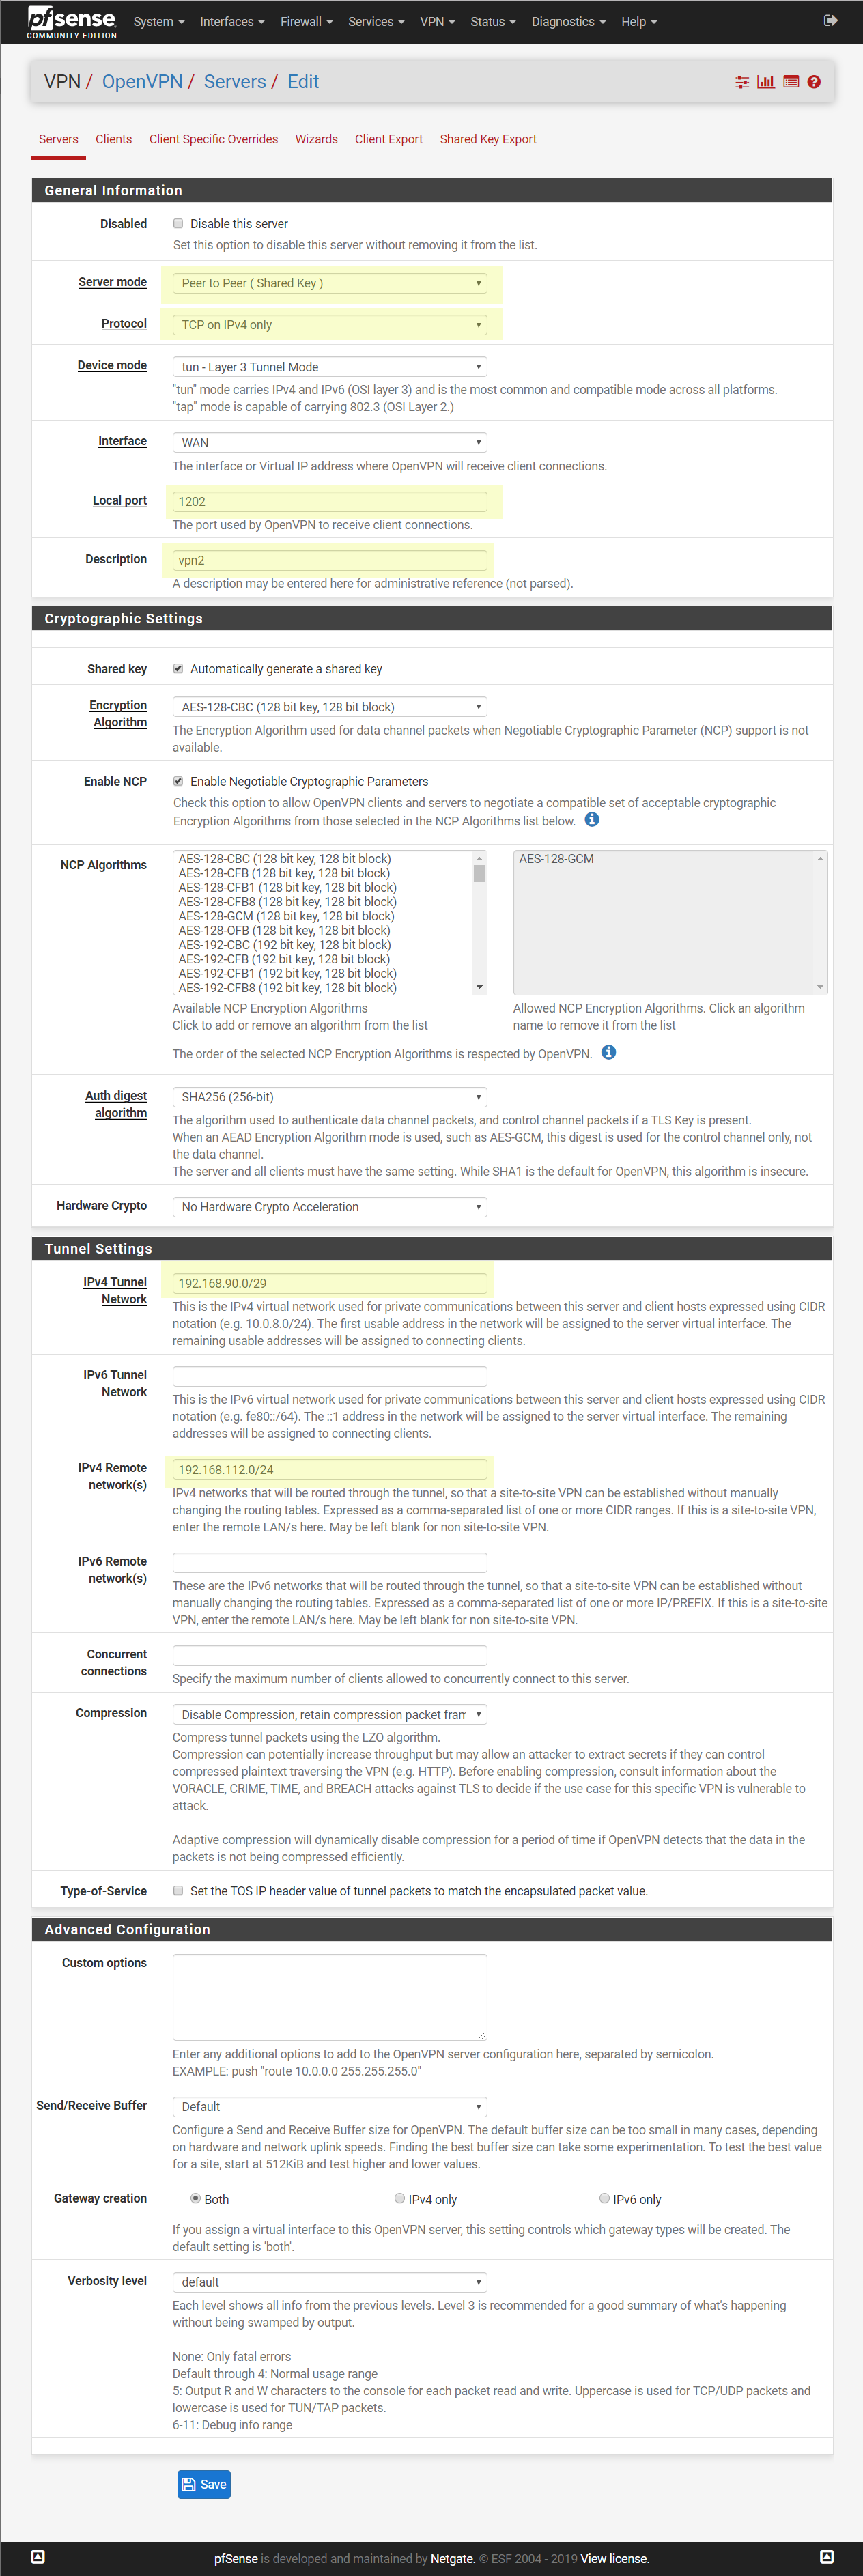 pfsense
COMMUNITY EDITION
System Interfaces Firewall Services VPN Status Diagnostics Help
VPN / OpenVPN / Servers / Edit
Servers Clients Client Specific Overrides Wizards Client Export Shared Key Export
General Information
Disabled Disable this server
Set this option to disable this server without removing it from the list.
Server mode Peer to Peer ( Shared Key )
Protocol TCP on IPv4 only
Device mode tun - Layer 3 Tunnel Mode
"tun" mode carries IPv4 and IPv6 (OSI layer 3) and is the most common and compatible mode across all platforms.
"tap" mode is capable of carrying 802.3 (OSI Layer 2.)
Interface WAN
The interface or Virtual IP address where OpenVPN will receive client connections.
Local port 1202
The port used by OpenVPN to receive client connections.
Description vpn2
A description may be entered here for administrative reference (not parsed).
Cryptographic Settings
Shared key Automatically generate a shared key
Encryption Algorithm AES-128-CBC (128 bit key, 128 bit block)
The Encryption Algorithm used for data channel packets when Negotiable Cryptographic Parameter (NCP) support is not
available.
Enable NCP Enable Negotiable Cryptographic Parameters
Check this option to allow OpenVPN clients and servers to negotiate a compatible set of acceptable cryptographic
Encryption Algorithms from those selected in the NCP Algorithms list below.
NCP Algorithms
AES-128-CBC (128 bit key, 128 bit block)
AES-128-CFB (128 bit key, 128 bit block)
AES-128-CFB1 (128 bit key, 128 bit block)
AES-128-CFB8 (128 bit key, 128 bit block)
AES-128-GCM (128 bit key, 128 bit block)
AES-128-OFB (128 bit key, 128 bit block)
AES-192-CBC (192 bit key, 128 bit block)
AES-192-CFB (192 bit key, 128 bit block)
AES-192-CFB1 (192 bit key, 128 bit block)
AES-192-CFB8 (192 bit key, 128 bit block)
Available NCP Encryption Algorithms
Click to add or remove an algorithm from the list
AES-128-GCM
Allowed NCP Encryption Algorithms. Click an algorithm
name to remove it from the list
The order of the selected NCP Encryption Algorithms is respected by OpenVPN.
Auth digest algorithm SHA256 (256-bit)
The algorithm used to authenticate data channel packets, and control channel packets if a TLS Key is present.
When an AEAD Encryption Algorithm mode is used, such as AES-GCM, this digest is used for the control channel only, not
the data channel.
The server and all clients must have the same setting. While SHA1 is the default for OpenVPN, this algorithm is insecure.
Hardware Crypto No Hardware Crypto Acceleration
Tunnel Settings
IPv4 Tunnel Network 192.168.90.0/29
This is the IPv4 virtual network used for private communications between this server and client hosts expressed using CIDR
notation (e.g. 10.0.8.0/24). The first usable address in the network will be assigned to the server virtual interface. The
remaining usable addresses will be assigned to connecting clients.
IPv6 Tunnel Network
This is the IPv6 virtual network used for private communications between this server and client hosts expressed using CIDR
notation (e.g. fe80::/64). The ::1 address in the network will be assigned to the server virtual interface. The remaining
addresses will be assigned to connecting clients.
IPv4 Remote network(s) 192.168.112.0/24
IPv4 networks that will be routed through the tunnel, so that a site-to-site VPN can be established without manually
changing the routing tables. Expressed as a comma-separated list of one or more CIDR ranges. If this is a site-to-site VPN,
enter the remote LAN/s here. May be left blank for non site-to-site VPN.
IPv6 Remote network(s)
These are the IPv6 networks that will be routed through the tunnel, so that a site-to-site VPN can be established without
manually changing the routing tables. Expressed as a comma-separated list of one or more IP/PREFIX. If this is a site-to-site
VPN, enter the remote LAN/s here. May be left blank for non site-to-site VPN.
Concurrent connections
Specify the maximum number of clients allowed to concurrently connect to this server.
Compression Disable Compression, retain compression packet fram
Compress tunnel packets using the LZO algorithm.
Compression can potentially increase throughput but may allow an attacker to extract secrets if they can control
compressed plaintext traversing the VPN (e.g. HTTP). Before enabling compression, consult information about the
VORACLE, CRIME, TIME, and BREACH attacks against TLS to decide if the use case for this specific VPN is vulnerable to
attack.
Adaptive compression will dynamically disable compression for a period of time if OpenVPN detects that the data in the
packets is not being compressed efficiently.
Type-of-Service Set the TOS IP header value of tunnel packets to match the encapsulated packet value.
Advanced Configuration
Custom options
Enter any additional options to add to the OpenVPN server configuration here, separated by semicolon.
EXAMPLE: push "route 10.0.0.0 255.255.255.0"
Send/Receive Buffer Default
Configure a Send and Receive Buffer size for OpenVPN. The default buffer size can be too small in many cases, depending
on hardware and network uplink speeds. Finding the best buffer size can take some experimentation. To test the best value
for a site, start at 512KiB and test higher and lower values.
Gateway creation Both IPv4 only IPv6 only
If you assign a virtual interface to this OpenVPN server, this setting controls which gateway types will be created. The
default setting is 'both'.
Verbosity level default
Each level shows all info from the previous levels. Level 3 is recommended for a good summary of what's happening
without being swamped by output.
None: Only fatal errors
Default through 4: Normal usage range
5: Output R and W characters to the console for each packet read and write. Uppercase is used for TCP/UDP packets and
lowercase is used for TUN/TAP packets.
6-11: Debug info range
Save
pfSense is developed and maintained by Netgate. © ESF 2004 - 2019 View license.